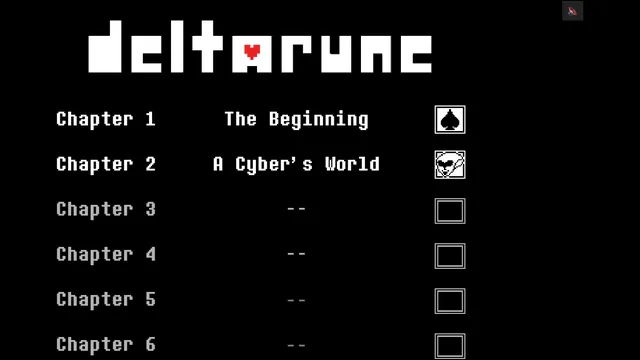 deltarune
Chapter 1 The Beginning
Chapter 2 A Cyber's World
Chapter 3 --
Chapter 4 --
Chapter 5 --
Chapter 6 --